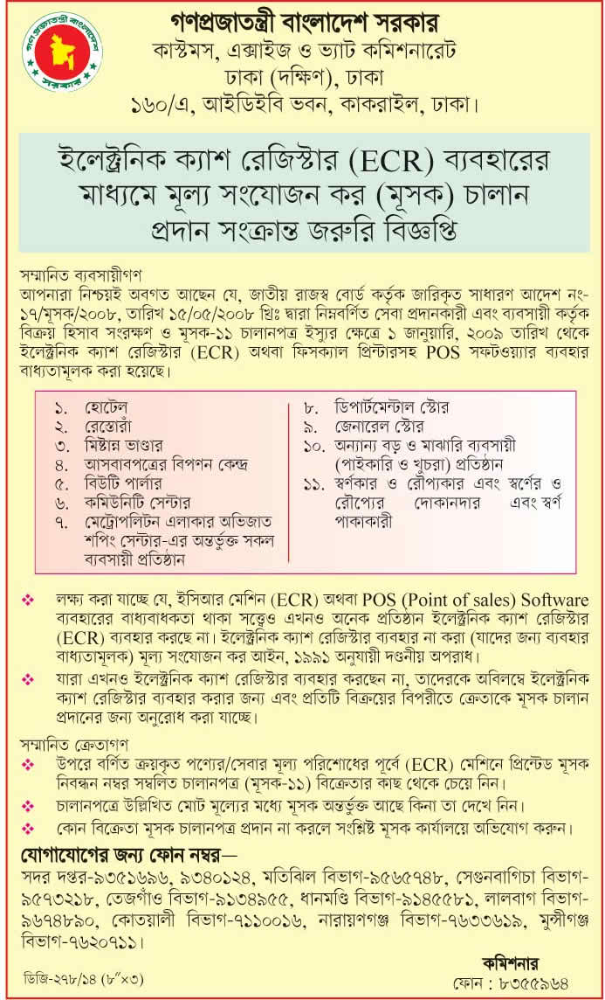 গণপ্রজাতন্ত্রী বাংলাদেশ সরকার
গণপ্রজাতন্ত্রী বাংলাদেশ
সরকার
কাস্টমস, এক্সাইজ ও ভ্যাট কমিশনারেট
ঢাকা (দক্ষিণ), ঢাকা
১৬০/এ, আইডিইবি ভবন, কাকরাইল, ঢাকা।
ইলেক্ট্রনিক ক্যাশ রেজিস্টার (ECR) ব্যবহারের
মাধ্যমে মূল্য সংযোজন কর (মূসক) চালান
প্রদান সংক্রান্ত জরুরি বিজ্ঞপ্তি
সম্মানিত ব্যবসায়ীগণ
আপনারা নিশ্চয়ই অবগত আছেন যে, জাতীয় রাজস্ব বোর্ড কর্তৃক জারিকৃত সাধারণ আদেশ নং-
১৭/মূসক/২০০৮, তারিখ ১৫/০৫/২০০৮ খ্রিঃ দ্বারা নিম্নবর্ণিত সেবা প্রদানকারী এবং ব্যবসায়ী কর্তৃক
বিক্রয় হিসাব সংরক্ষণ ও মূসক-১১ চালানপত্র ইস্যুর ক্ষেত্রে ১ জানুয়ারি, ২০০৯ তারিখ থেকে
ইলেক্ট্রনিক ক্যাশ রেজিস্টার (ECR) অথবা ফিসক্যাল প্রিন্টারসহ POS সফটওয়্যার ব্যবহার
বাধ্যতামূলক করা হয়েছে।
১. হোটেল
২. রেস্তোরাঁ
৩. মিষ্টান্ন ভাণ্ডার
৪. আসবাবপত্রের বিপণন কেন্দ্র
৫. বিউটি পার্লার
৬. কমিউনিটি সেন্টার
৭. মেট্রোপলিটন এলাকার অভিজাত
শপিং সেন্টার-এর অন্তর্ভুক্ত সকল
ব্যবসায়ী প্রতিষ্ঠান
৮. ডিপার্টমেন্টাল স্টোর
৯. জেনারেল স্টোর
১০. অন্যান্য বড় ও মাঝারি ব্যবসায়ী
(পাইকারি ও খুচরা) প্রতিষ্ঠান
১১. স্বর্ণকার ও রৌপ্যকার এবং স্বর্ণের ও
রৌপ্যের দোকানদার এবং স্বর্ণ
পাকাকারী
❖ লক্ষ্য করা যাচ্ছে যে, ইসিআর মেশিন (ECR) অথবা POS (Point of sales) Software
ব্যবহারের বাধ্যবাধকতা থাকা সত্ত্বেও এখনও অনেক প্রতিষ্ঠান ইলেক্ট্রনিক ক্যাশ রেজিস্টার
(ECR) ব্যবহার করছে না। ইলেক্ট্রনিক ক্যাশ রেজিস্টার ব্যবহার না করা (যাদের জন্য ব্যবহার
বাধ্যতামূলক) মূল্য সংযোজন কর আইন, ১৯৯১ অনুযায়ী দণ্ডনীয় অপরাধ।
❖ যারা এখনও ইলেক্ট্রনিক ক্যাশ রেজিস্টার ব্যবহার করছেন না, তাদেরকে অবিলম্বে ইলেক্ট্রনিক
ক্যাশ রেজিস্টার ব্যবহার করার জন্য এবং প্রতিটি বিক্রয়ের বিপরীতে ক্রেতাকে মূসক চালান
প্রদানের জন্য অনুরোধ করা যাচ্ছে।
সম্মানিত ক্রেতাগণ
❖ উপরে বর্ণিত ক্রয়কৃত পণ্যের/সেবার মূল্য পরিশোধের পূর্বে (ECR) মেশিনে প্রিন্টেড মূসক
নিবন্ধন নম্বর সম্বলিত চালানপত্র (মূসক-১১) বিক্রেতার কাছ থেকে চেয়ে নিন।
❖ চালানপত্রে উল্লিখিত মোট মূল্যের মধ্যে মূসক অন্তর্ভুক্ত আছে কিনা তা দেখে নিন।
❖ কোন বিক্রেতা মূসক চালানপত্র প্রদান না করলে সংশ্লিষ্ট মূসক কার্যালয়ে অভিযোগ করুন।
যোগাযোগের জন্য ফোন নম্বর—
সদর দপ্তর-৯৩৫১৬৯৬, ৯৩৪০১২৪, মতিঝিল বিভাগ-৯৫৬৫৭৪৮, সেগুনবাগিচা বিভাগ-
৯৫৭৩২১৮, তেজগাঁও বিভাগ-৯১৩৪৯৫৫, ধানমণ্ডি বিভাগ-৯১৪৫৫৮১, লালবাগ বিভাগ-
৯৬৭৪৮৯০, কোতয়ালী বিভাগ-৭১১০০১৬, নারায়ণগঞ্জ বিভাগ-৭৬৩৩৬১৯, মুন্সীগঞ্জ
বিভাগ-৭৬২০৭১১।
কমিশনার
ডিজি-২৭৮/১৪ (৮″×৩)
ফোন : ৮৩৫৫৯৬৪